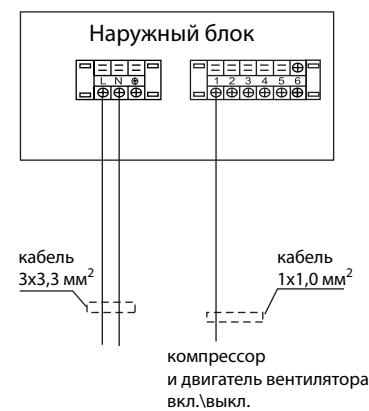 Наружный блок
L N
1 2 3 4 5 6
кабель
3x3,3 мм²
кабель
1x1,0 мм²
компрессор
и двигатель вентилятора
вкл.\выкл.